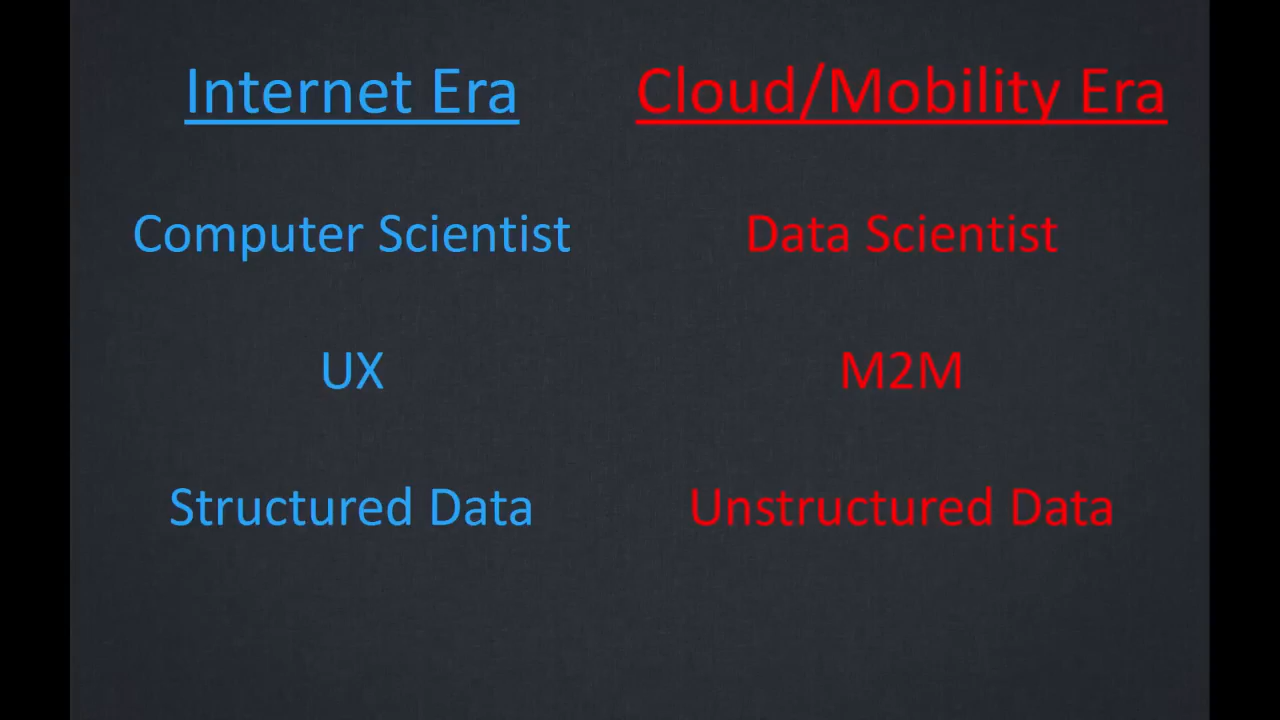 Internet Era
Cloud/Mobility Era
Computer Scientist
Data Scientist
UX
M2M
Structured Data
Unstructured Data